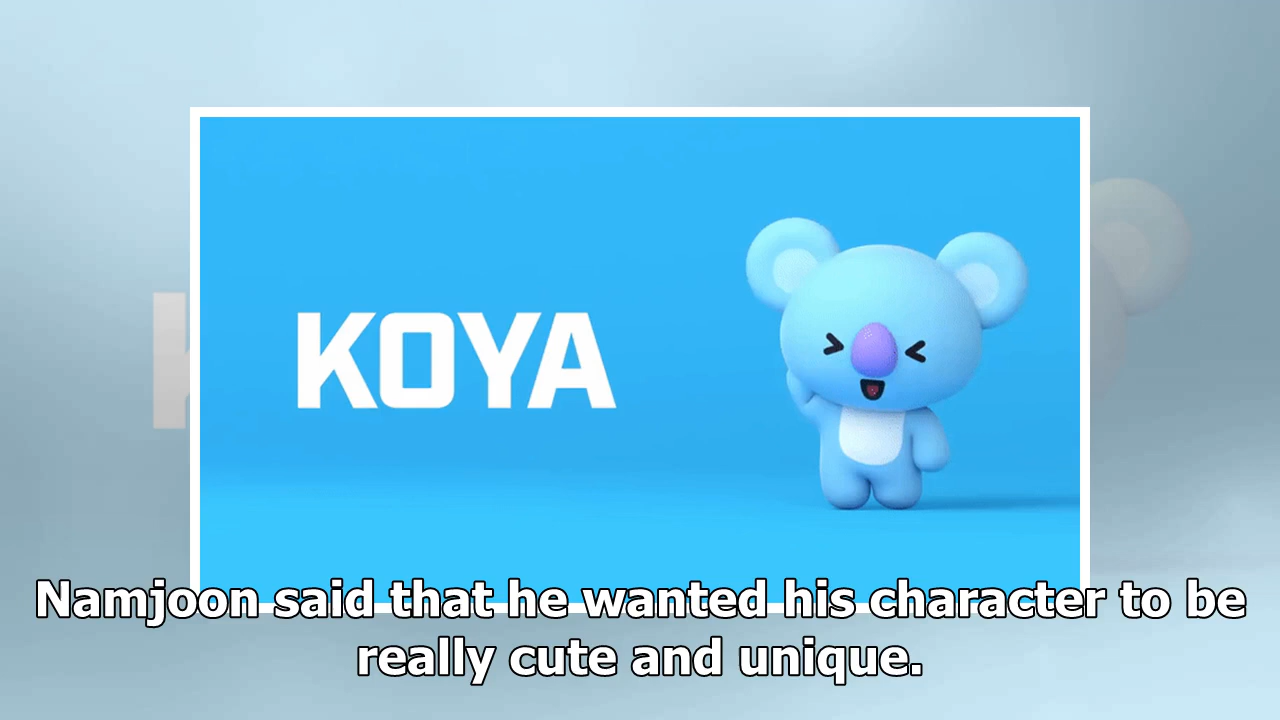 KOYA
Namjoon said that he wanted his character to be
really cute and unique.